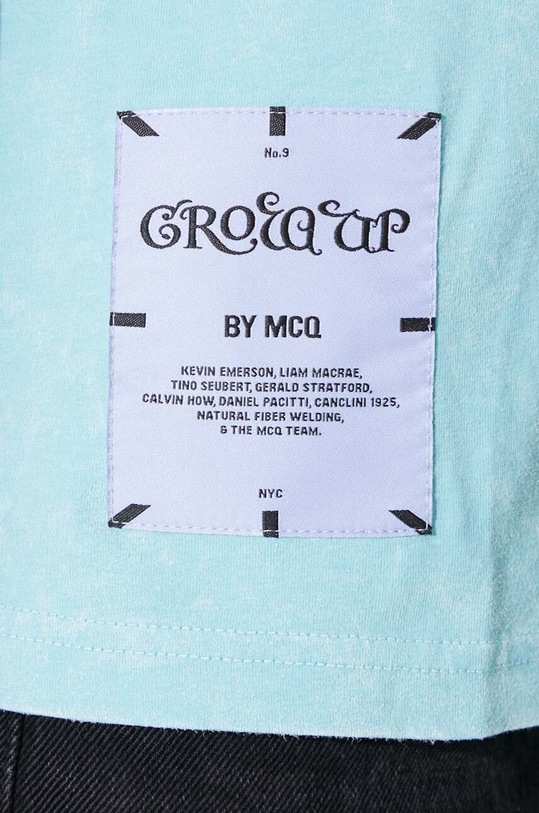 No.9
GROW UP
BY MCQ
KEVIN EMERSON, LIAM MACRAE,
TINO SEUBERT, GERALD STRATFORD,
CALVIN HOW, DANIEL PACITTI, CANCLINI 1925,
NATURAL FIBER WELDING,
& THE MCQ TEAM.
NYC